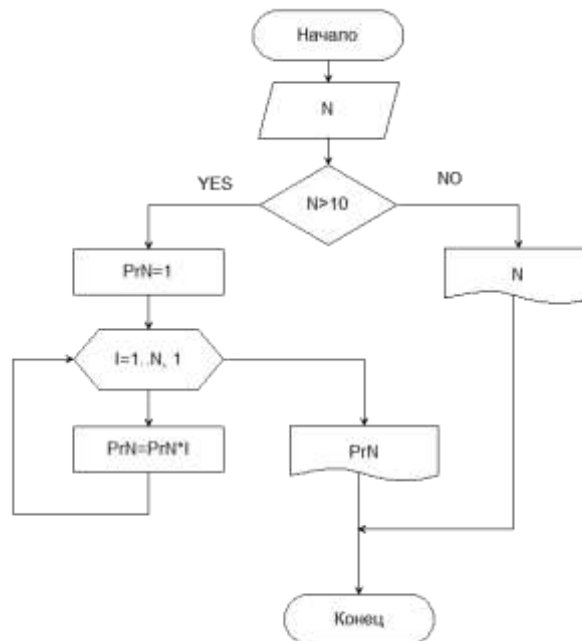 Начало
N
YES
NO
N>10
PrN=1
N
I=1..N, 1
PrN=PrN*I
PrN
Конец